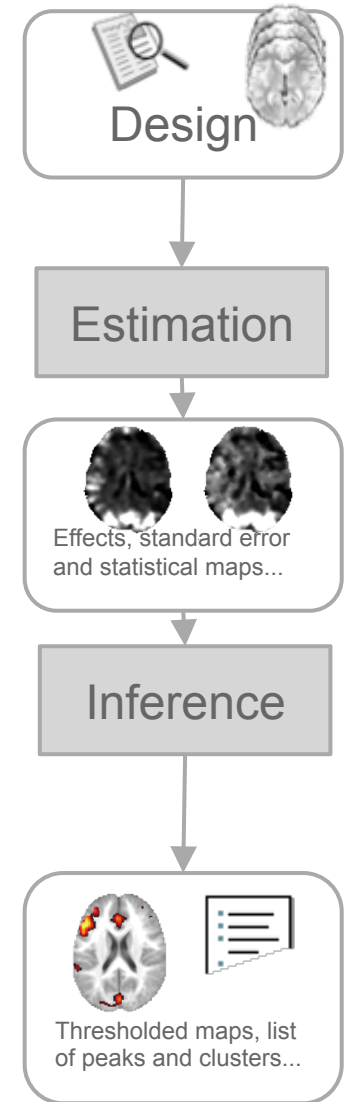 Design
Estimation
Effects, standard error
and statistical maps...
Inference
Thresholded maps, list
of peaks and clusters...